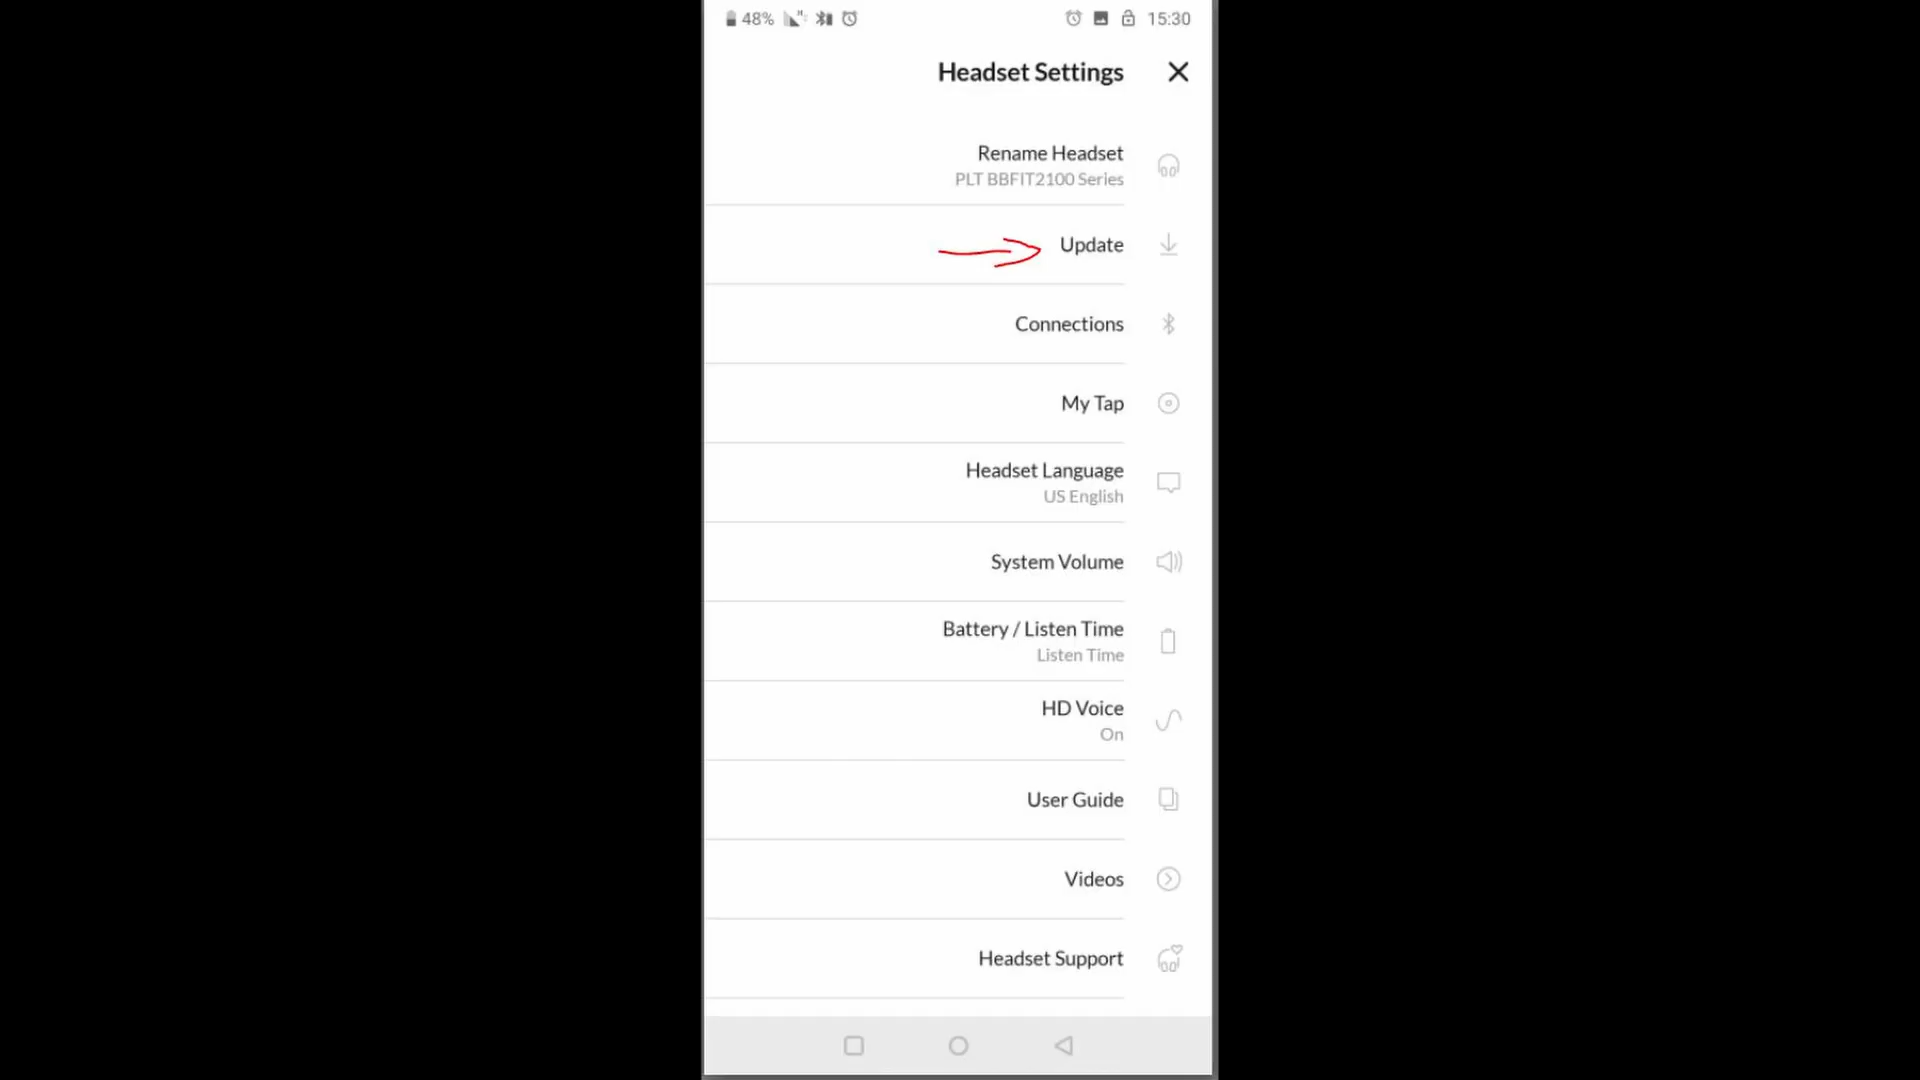 48%
15:30
Headset Settings
Rename Headset
PLT BBFIT2100 Series
Update
Connections
My Tap
Headset Language
US English
System Volume
Battery / Listen Time
Listen Time
HD Voice
On
User Guide
Videos
Headset Support